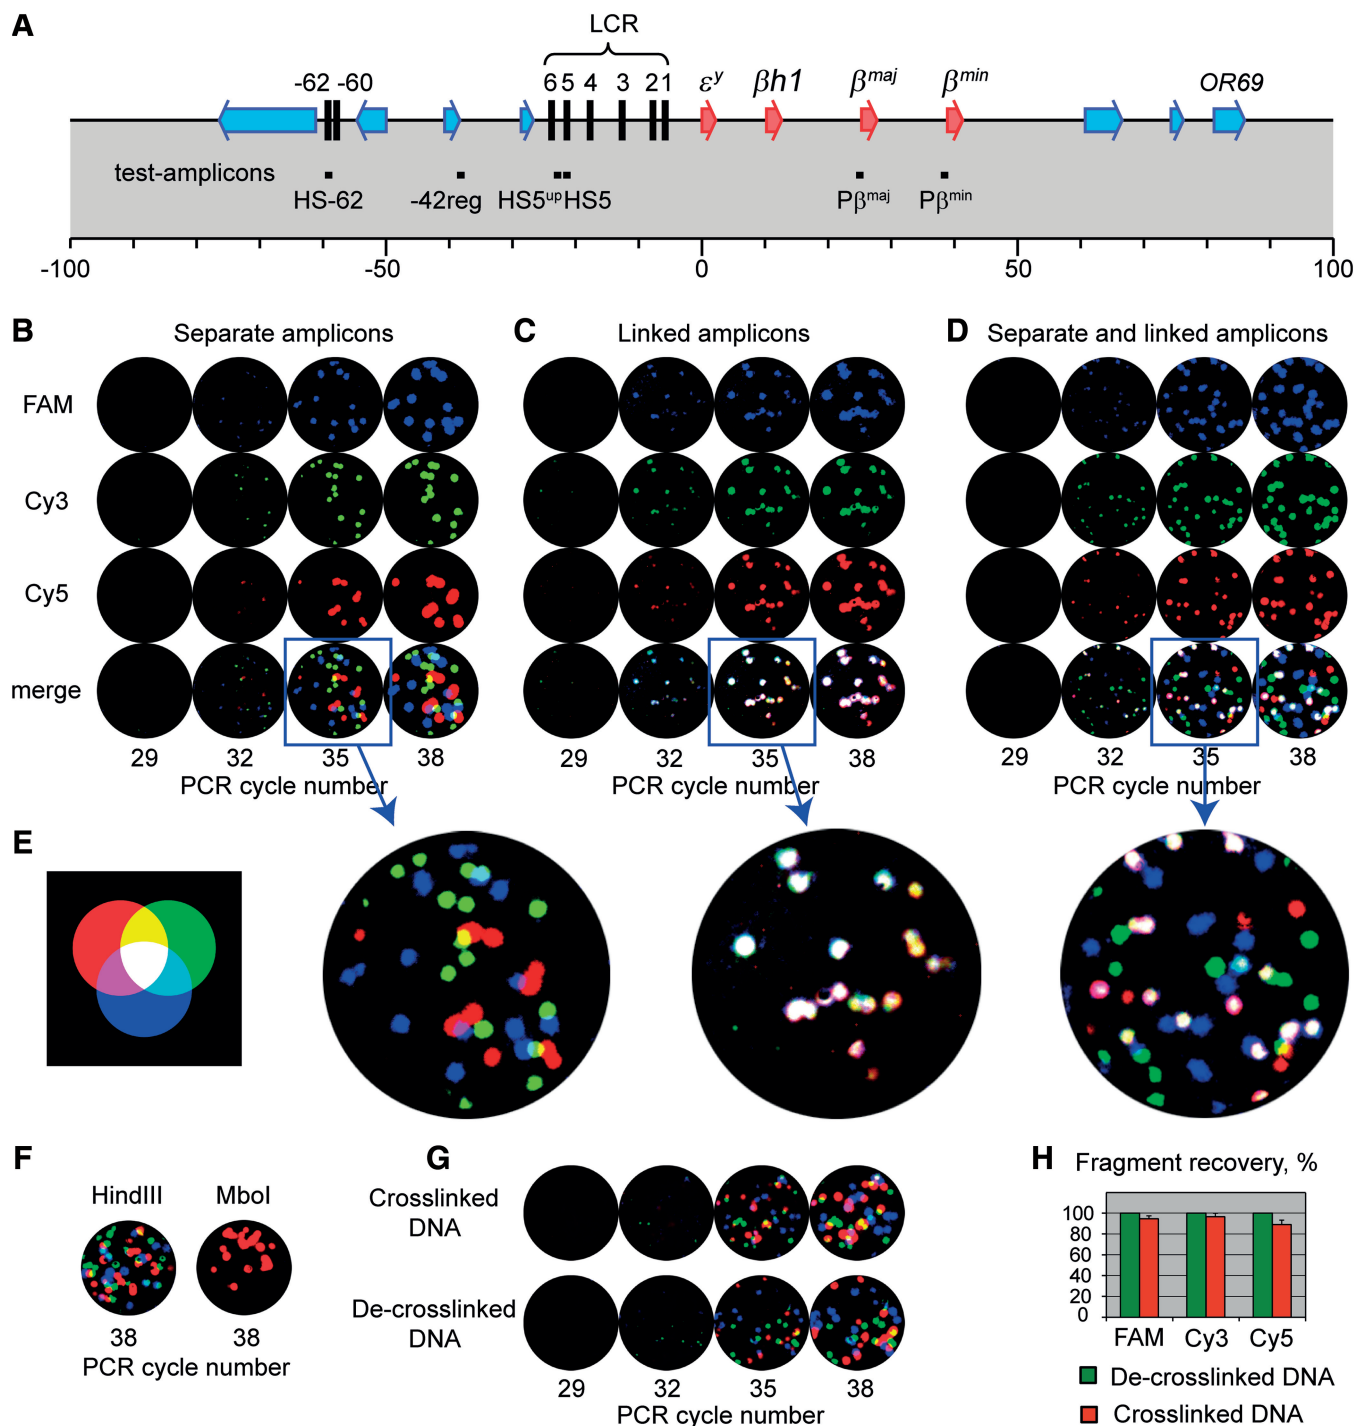 A
LCR
-62 -60 6 5 4 3 2 1 εʸ βh1 βᵐᵃʲ βᵐⁱⁿ OR69
test-amplicons
HS-62 -42reg HS5ᵘᵖ HS5 Pβᵐᵃʲ Pβᵐⁱⁿ
-100 -50 0 50 100
B Separate amplicons C Linked amplicons D Separate and linked amplicons
FAM
Cy3
Cy5
merge
29 32 35 38 29 32 35 38 29 32 35 38
PCR cycle number PCR cycle number PCR cycle number
E
F G H Fragment recovery, %
HindIII MboI
38 38
PCR cycle number
Crosslinked
DNA
De-crosslinked
DNA
29 32 35 38
PCR cycle number
100
80
60
40
20
0
FAM Cy3 Cy5
De-crosslinked DNA
Crosslinked DNA